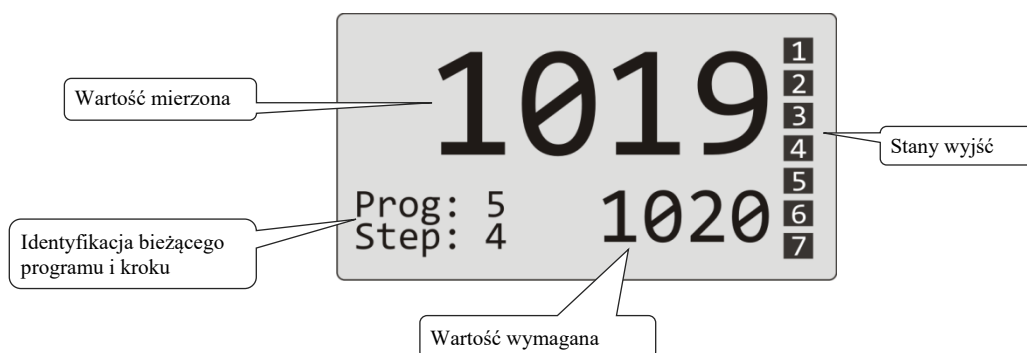 1019
1
2
3
4
5
6
7
Wartość mierzona
Stany wyjść
Prog: 5
Step: 4
1020
Identyfikacja bieżącego
programu i kroku
Wartość wymagana